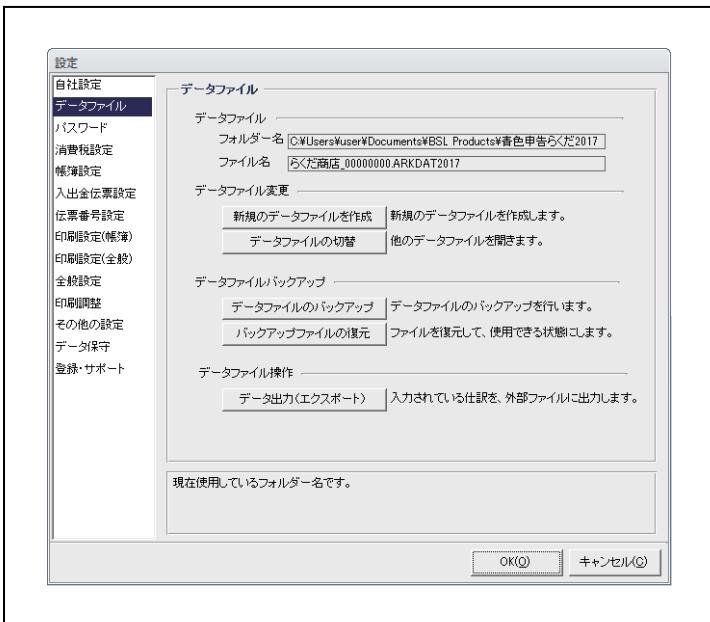 設定
自社設定
データファイル
パスワード
消費税設定
帳簿設定
入出金伝票設定
伝票番号設定
印刷設定(帳簿)
印刷設定(全般)
全般設定
印刷調整
その他の設定
データ保守
登録・サポート
データファイル
データファイル
フォルダー名 C:¥Users¥user¥Documents¥BSL Products¥青色申告らくだ2017
ファイル名 らくだ商店_00000000.ARKDAT2017
データファイル変更
新規のデータファイルを作成 新規のデータファイルを作成します。
データファイルの切替 他のデータファイルを開きます。
データファイルバックアップ
データファイルのバックアップ データファイルのバックアップを行います。
バックアップファイルの復元 ファイルを復元して、使用できる状態にします。
データファイル操作
データ出力(エクスポート) 入力されている仕訳を、外部ファイルに出力します。
現在使用しているフォルダー名です。
OK(O) キャンセル(C)